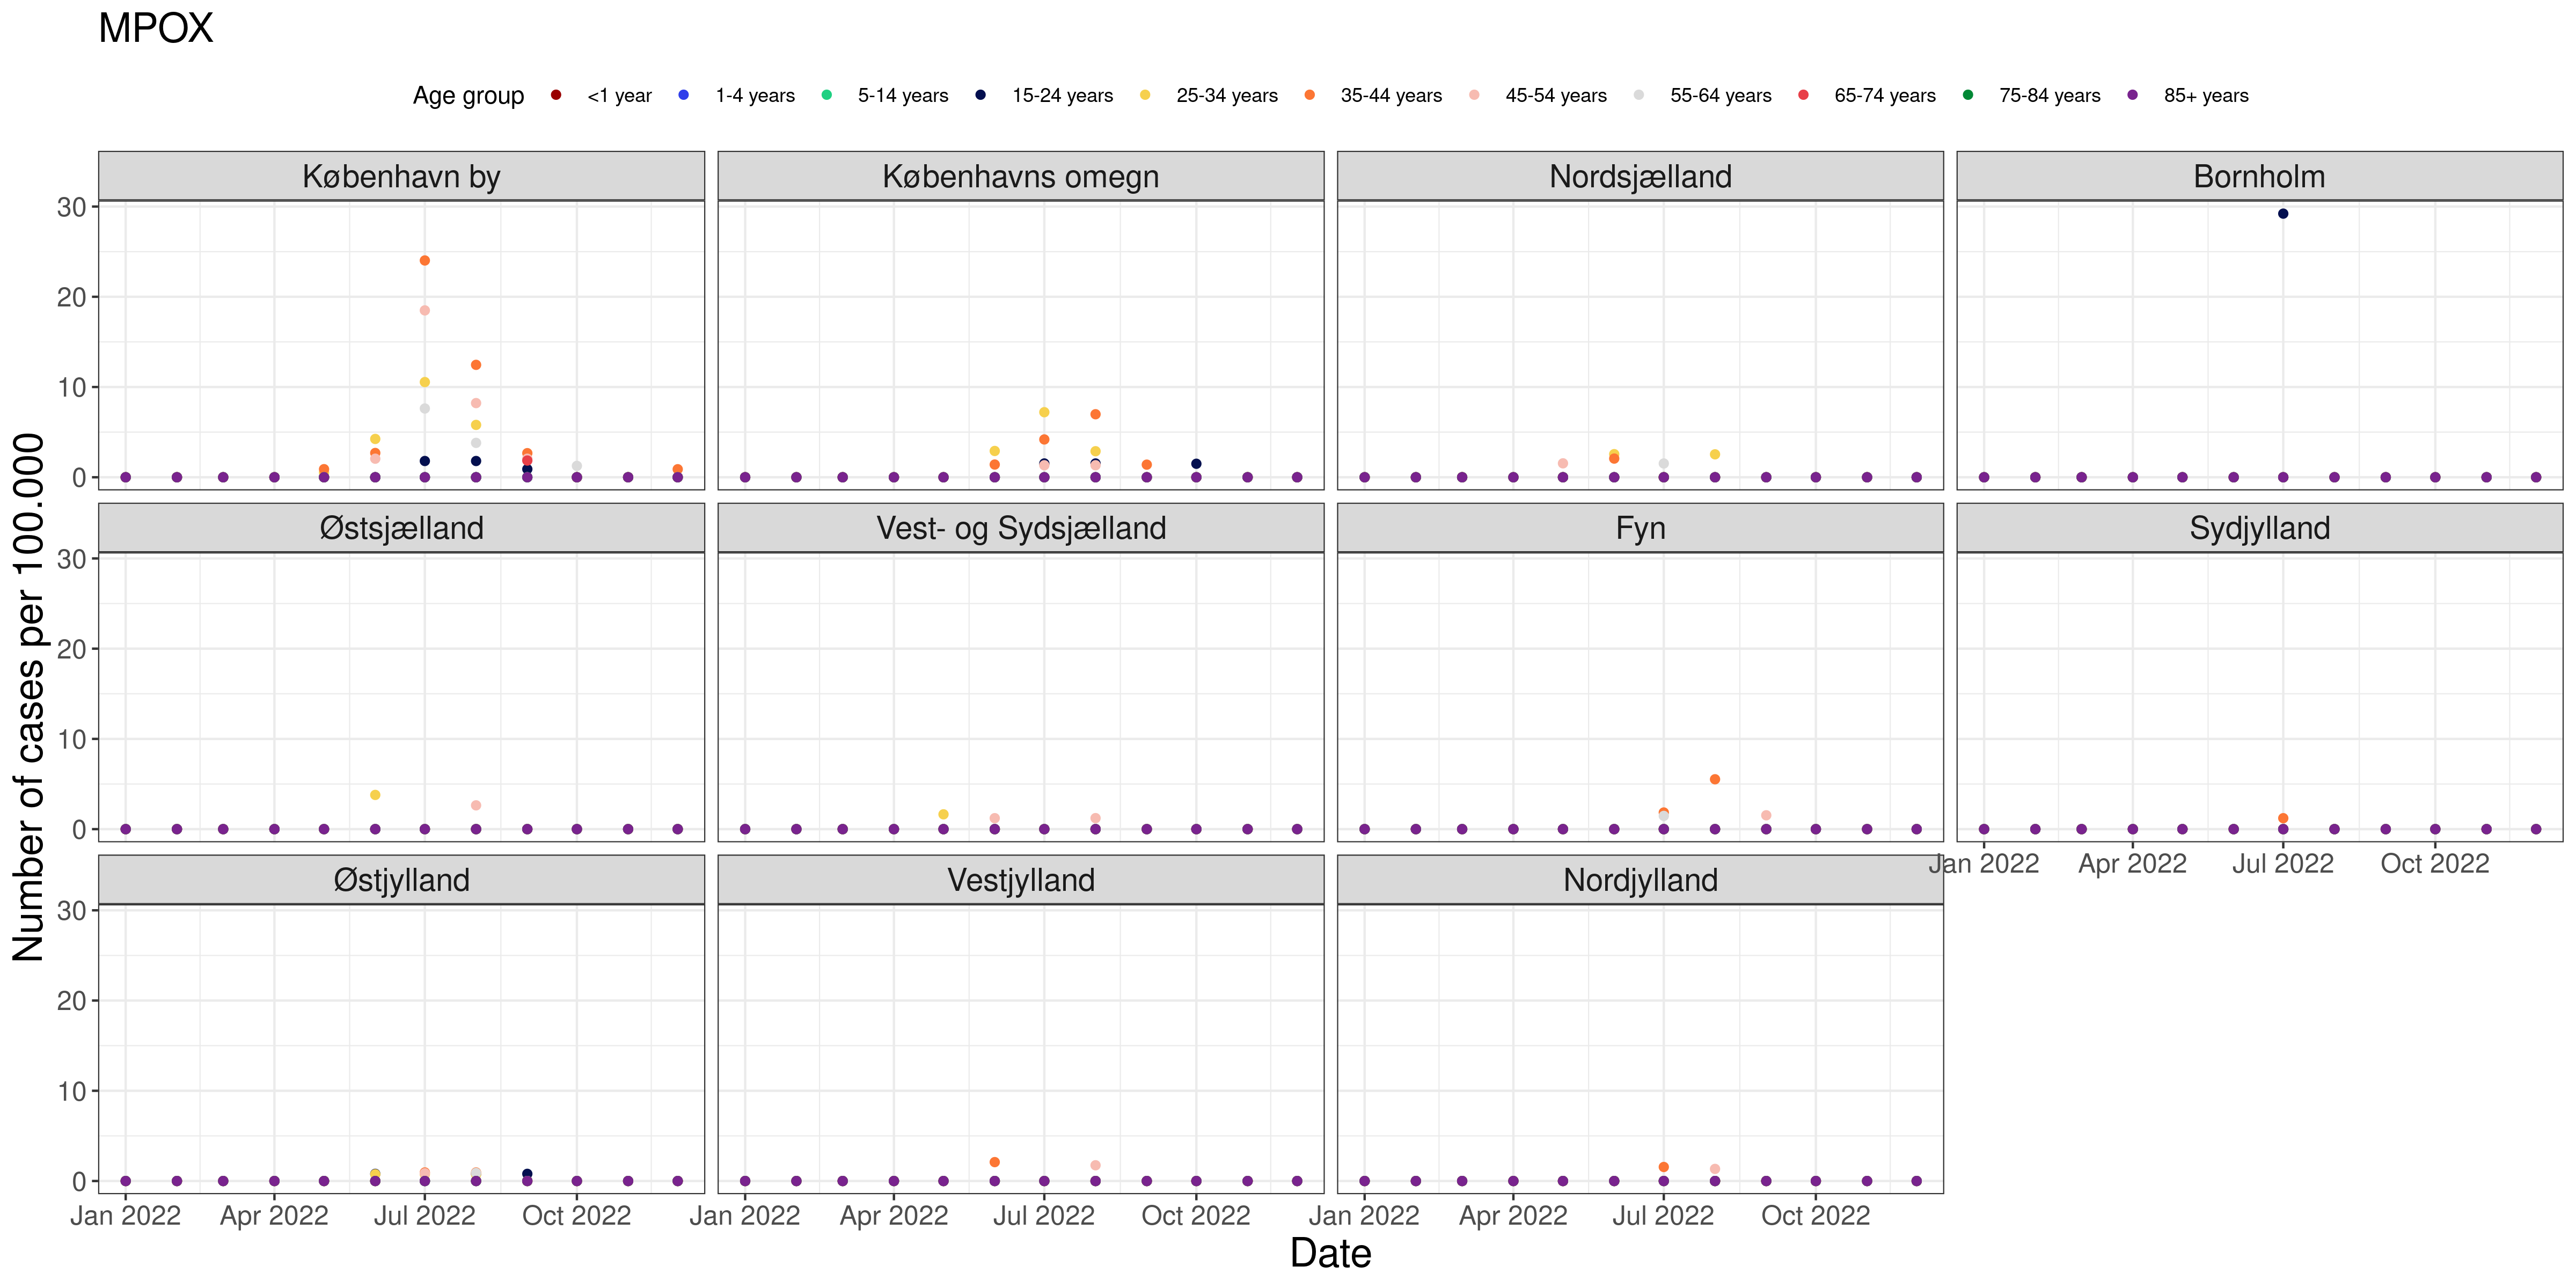 MPOX
Age group <1 year 1-4 years 5-14 years 15-24 years 25-34 years 35-44 years 45-54 years 55-64 years 65-74 years 75-84 years 85+ years
København by Københavns omegn Nordsjælland Bornholm
30
20
10
0
Østsjælland Vest- og Sydsjælland Fyn Sydjylland
30
20
10
0
Jan 2022 Apr 2022 Jul 2022 Oct 2022
Østjylland Vestjylland Nordjylland
30
20
10
0
Jan 2022 Apr 2022 Jul 2022 Oct 2022 Jan 2022 Apr 2022 Jul 2022 Oct 2022 Jan 2022 Apr 2022 Jul 2022 Oct 2022
Number of cases per 100.000
Date